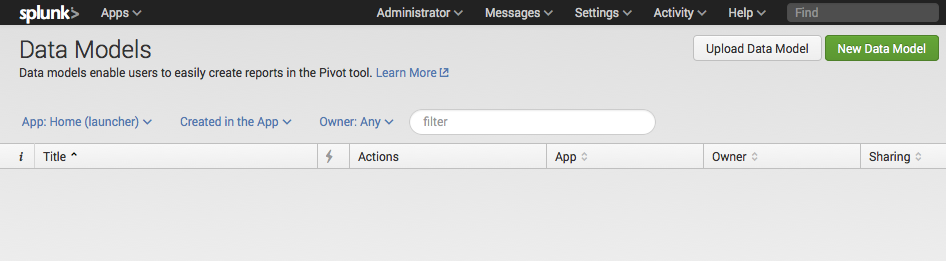 splunk> Apps Administrator Messages Settings Activity Help Find
Data Models Upload Data Model New Data Model
Data models enable users to easily create reports in the Pivot tool. Learn More
App: Home (launcher) Created in the App Owner: Any filter
i Title Actions App Owner Sharing